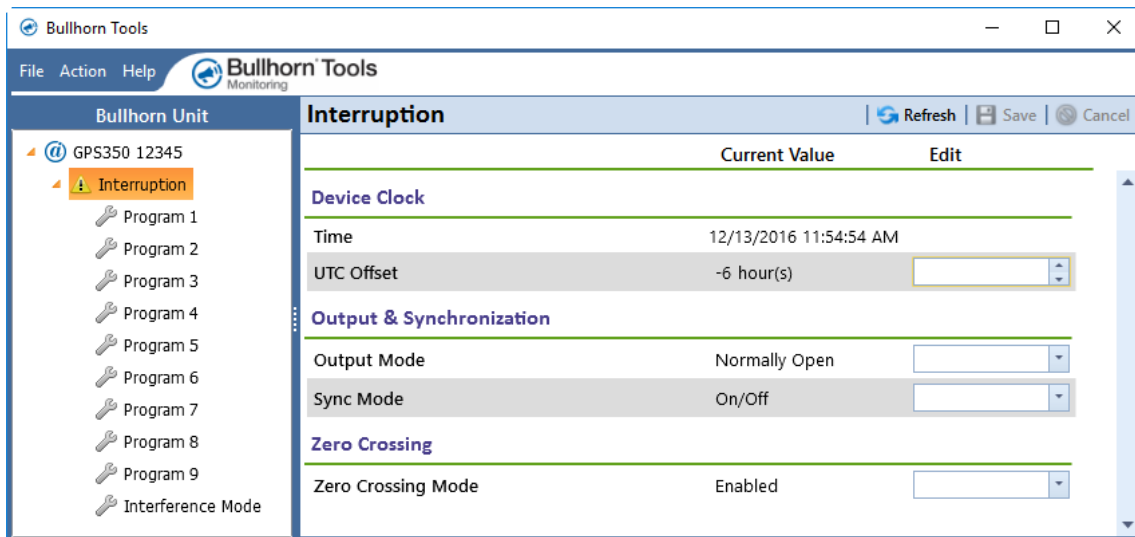 Bullhorn Tools
File Action Help Bullhorn Tools
Monitoring
Bullhorn Unit
Interruption
Refresh Save Cancel
GPS350 12345
Interruption
Program 1
Program 2
Program 3
Program 4
Program 5
Program 6
Program 7
Program 8
Program 9
Interference Mode
Current Value Edit
Device Clock
Time 12/13/2016 11:54:54 AM
UTC Offset -6 hour(s)
Output & Synchronization
Output Mode Normally Open
Sync Mode On/Off
Zero Crossing
Zero Crossing Mode Enabled